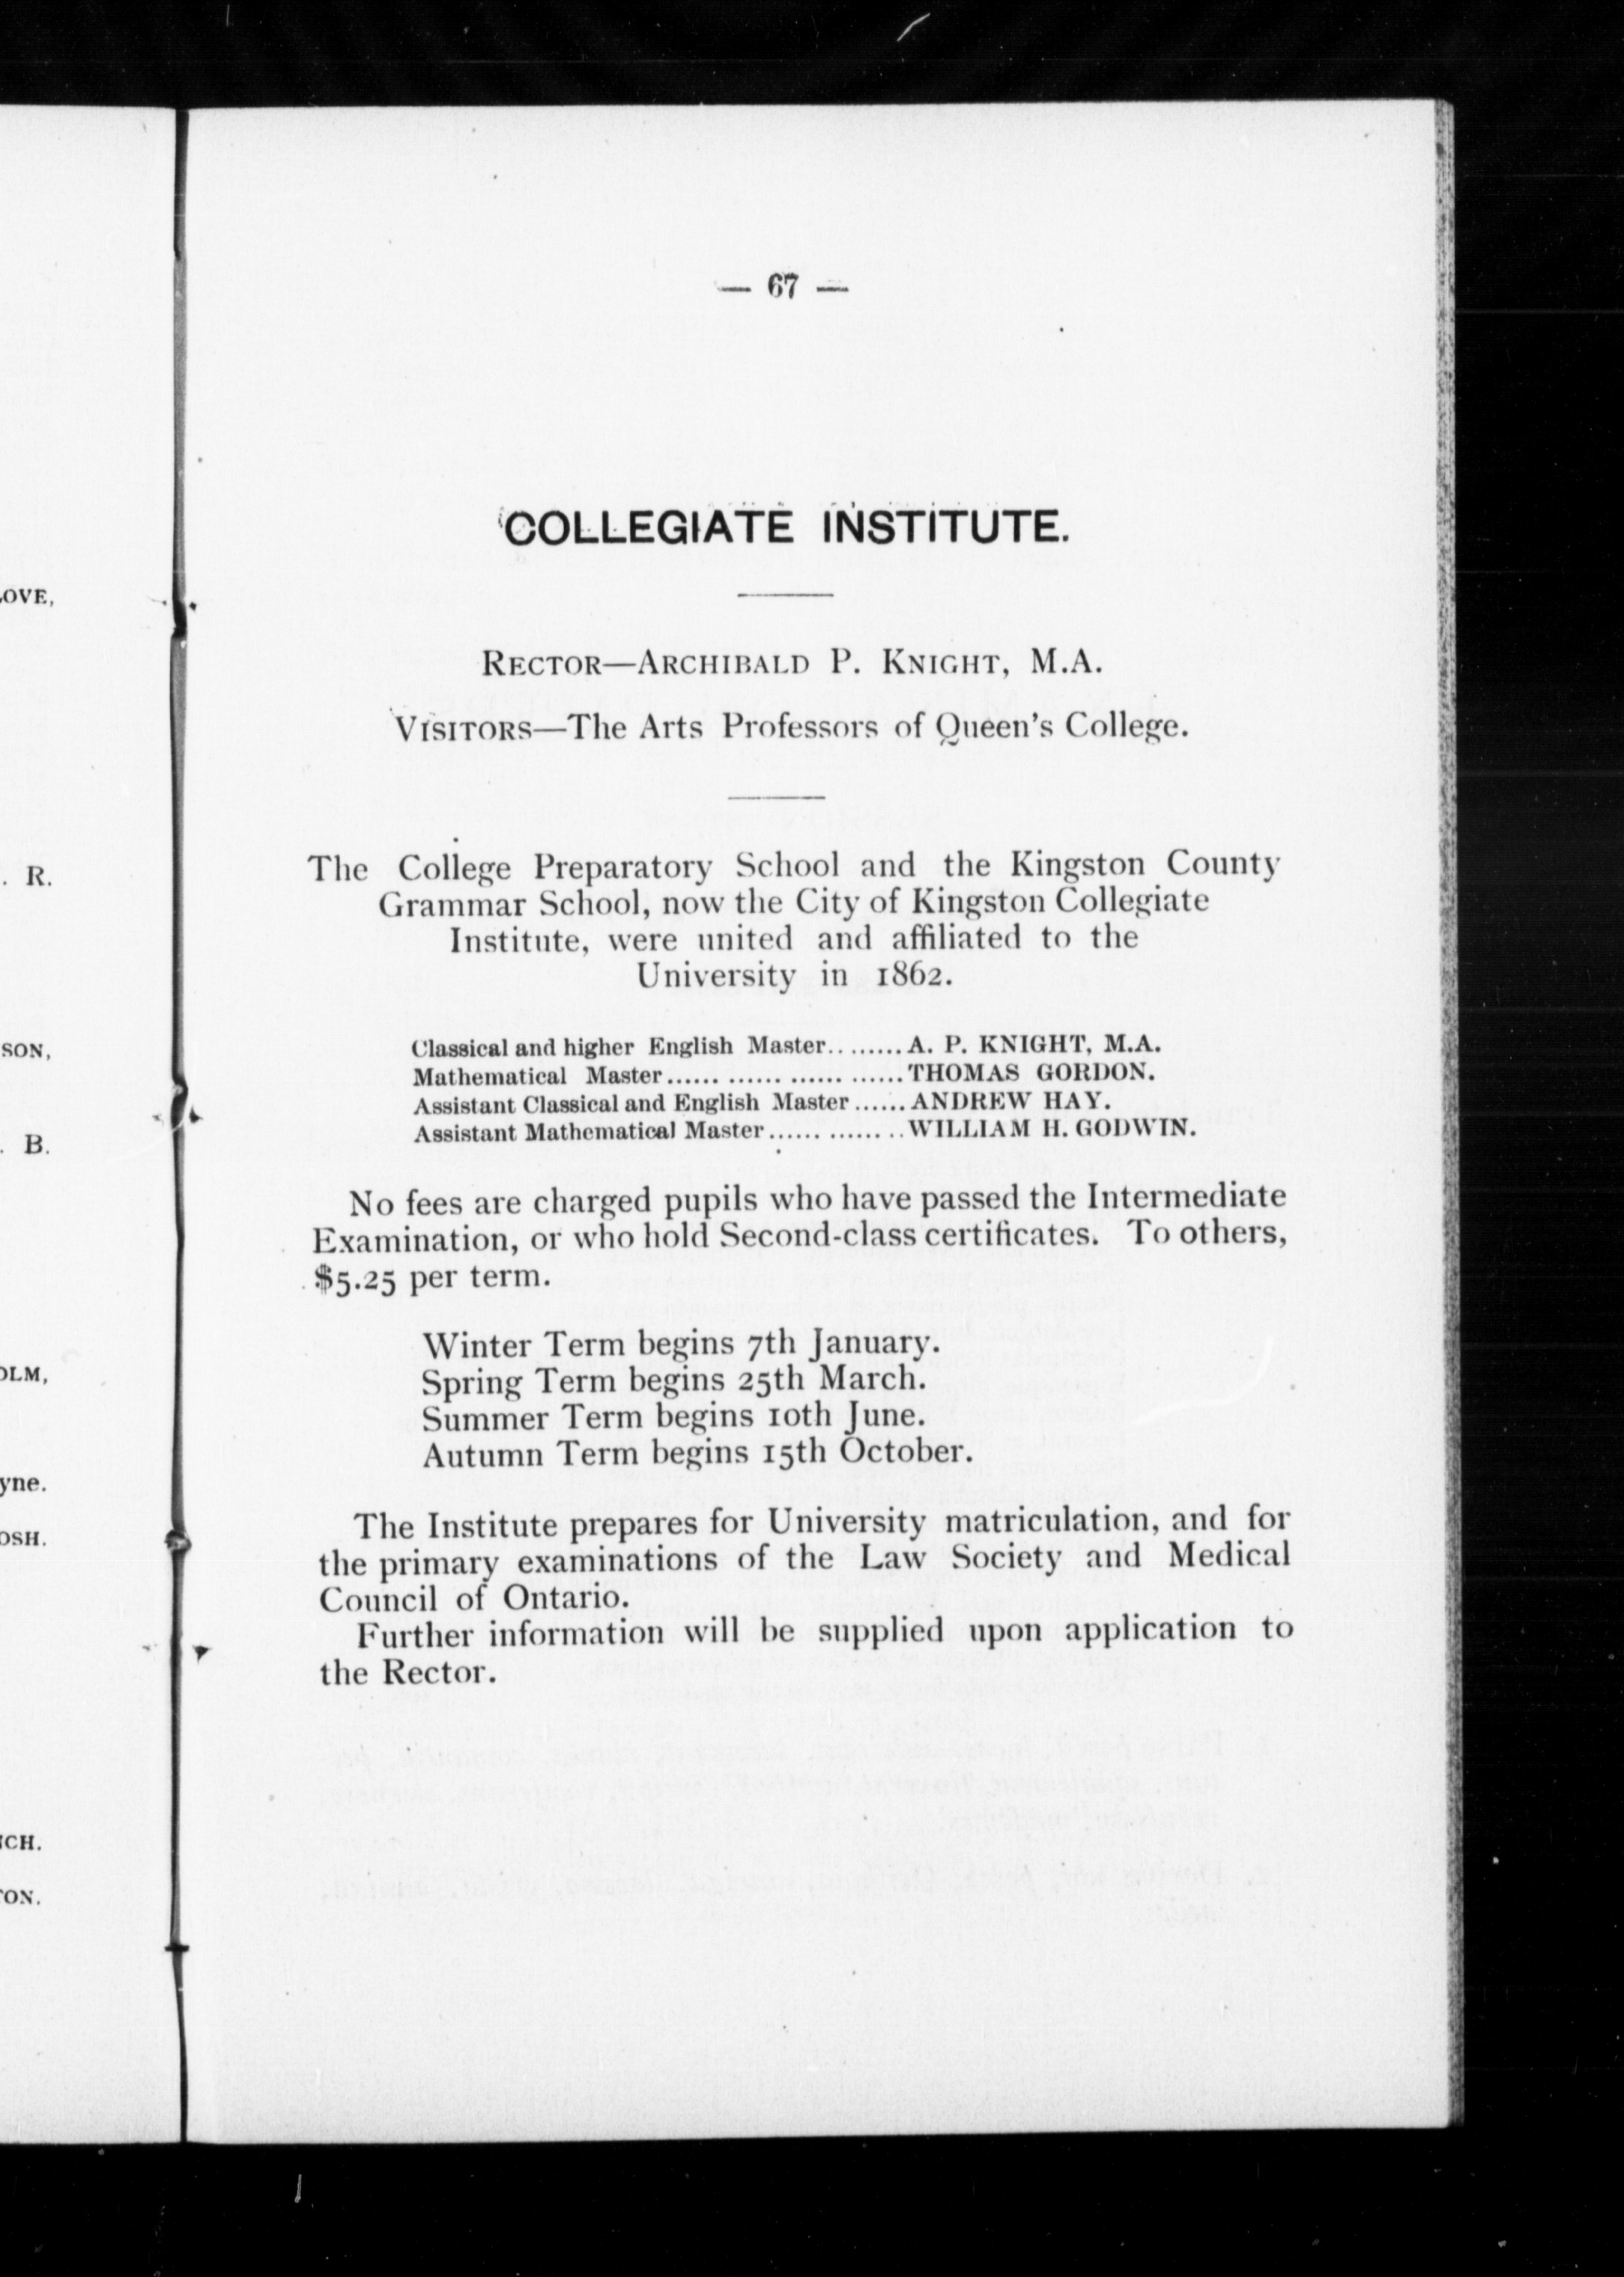 — 67 —
COLLEGIATE INSTITUTE.
RECTOR—ARCHIBALD P. KNIGHT, M.A.
VISITORS—The Arts Professors of Queen's College.
The College Preparatory School and the Kingston County
Grammar School, now the City of Kingston Collegiate
Institute, were united and affiliated to the
University in 1862.
Classical and higher English Master.........A. P. KNIGHT, M.A.
Mathematical Master...... ...... ...... ......THOMAS GORDON.
Assistant Classical and English Master......ANDREW HAY.
Assistant Mathematical Master...... ........WILLIAM H. GODWIN.
No fees are charged pupils who have passed the Intermediate
Examination, or who hold Second-class certificates. To others,
$5.25 per term.
Winter Term begins 7th January.
Spring Term begins 25th March.
Summer Term begins 10th June.
Autumn Term begins 15th October.
The Institute prepares for University matriculation, and for
the primary examinations of the Law Society and Medical
Council of Ontario.
Further information will be supplied upon application to
the Rector.